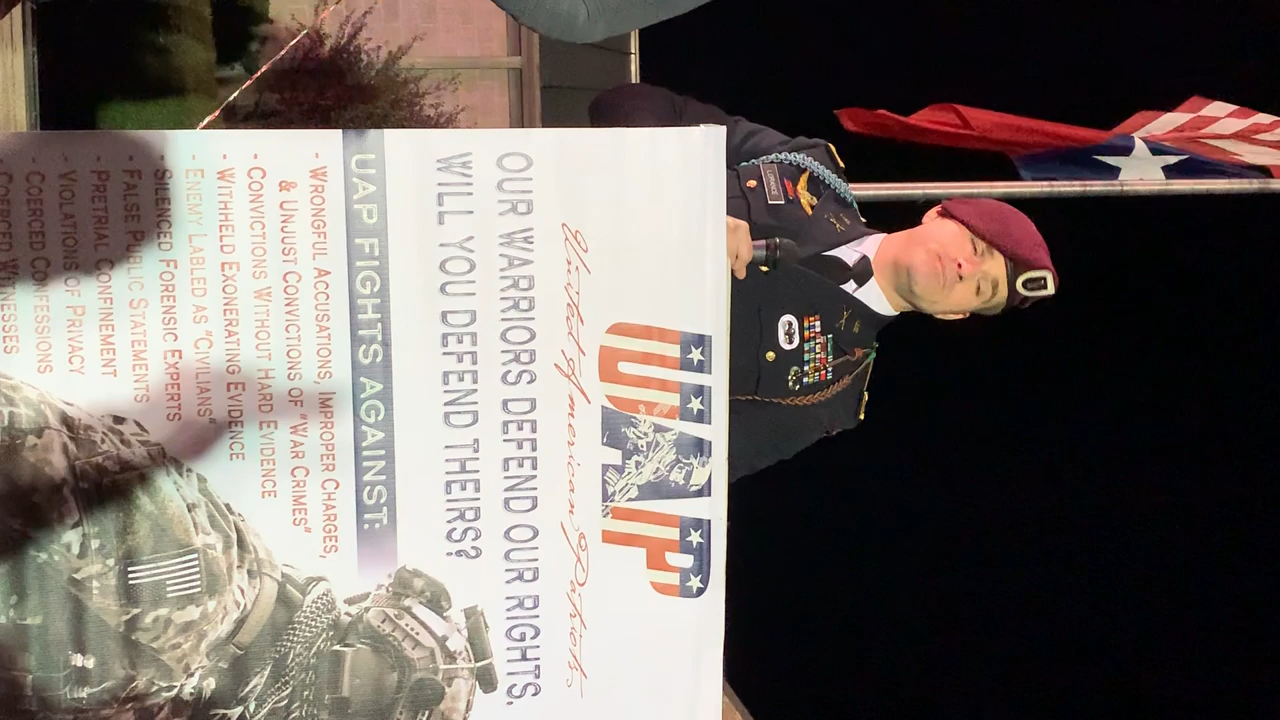 UAP
United American Patriots
OUR WARRIORS DEFEND OUR RIGHTS.
WILL YOU DEFEND THEIRS?
UAP FIGHTS AGAINST:
- WRONGFUL ACCUSATIONS, IMPROPER CHARGES,
& UNJUST CONVICTIONS OF "WAR CRIMES"
- CONVICTIONS WITHOUT HARD EVIDENCE
- WITHHELD EXONERATING EVIDENCE
- ENEMY LABLED AS "CIVILIANS"
- SILENCED FORENSIC EXPERTS
- FALSE PUBLIC STATEMENTS
- PRETRIAL CONFINEMENT
- VIOLATIONS OF PRIVACY
- COERCED CONFESSIONS
- COERCED WITNESSES